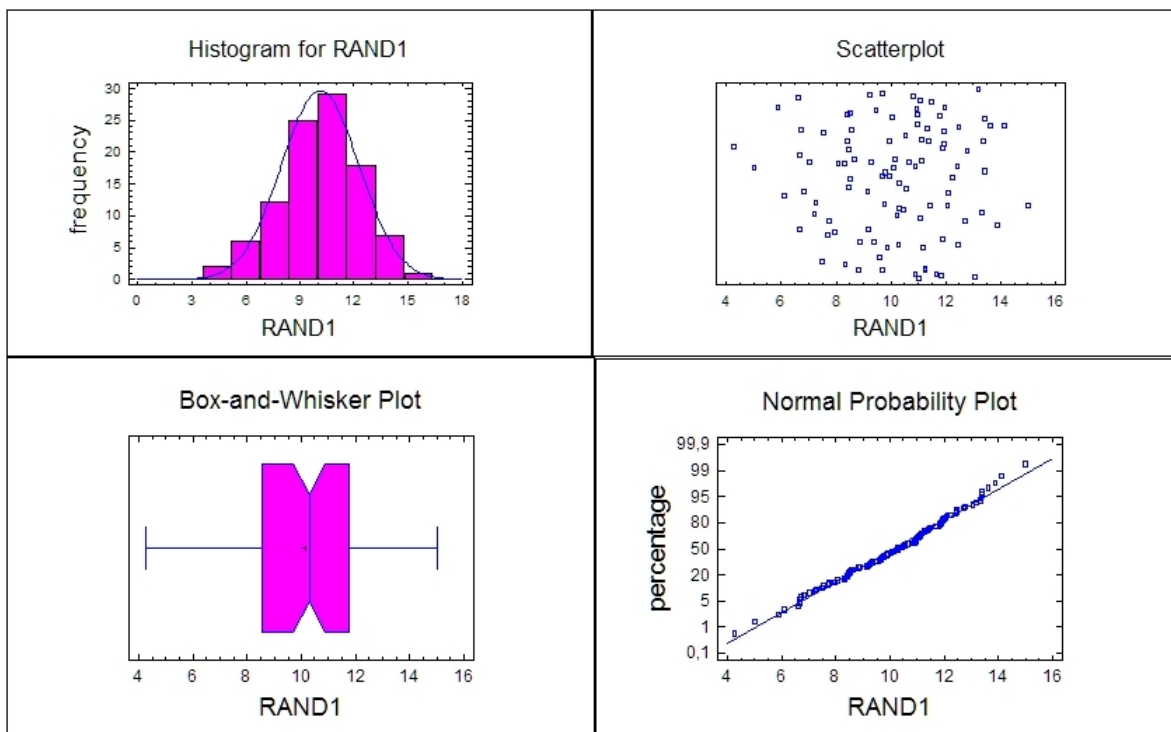 Histogram for RAND1
frequency
30
25
20
15
10
5
0
0 3 6 9 12 15 18
RAND1
Scatterplot
4 6 8 10 12 14 16
RAND1
Box-and-Whisker Plot
4 6 8 10 12 14 16
RAND1
Normal Probability Plot
percentage
99,9
99
95
80
50
20
5
1
0,1
4 6 8 10 12 14 16
RAND1